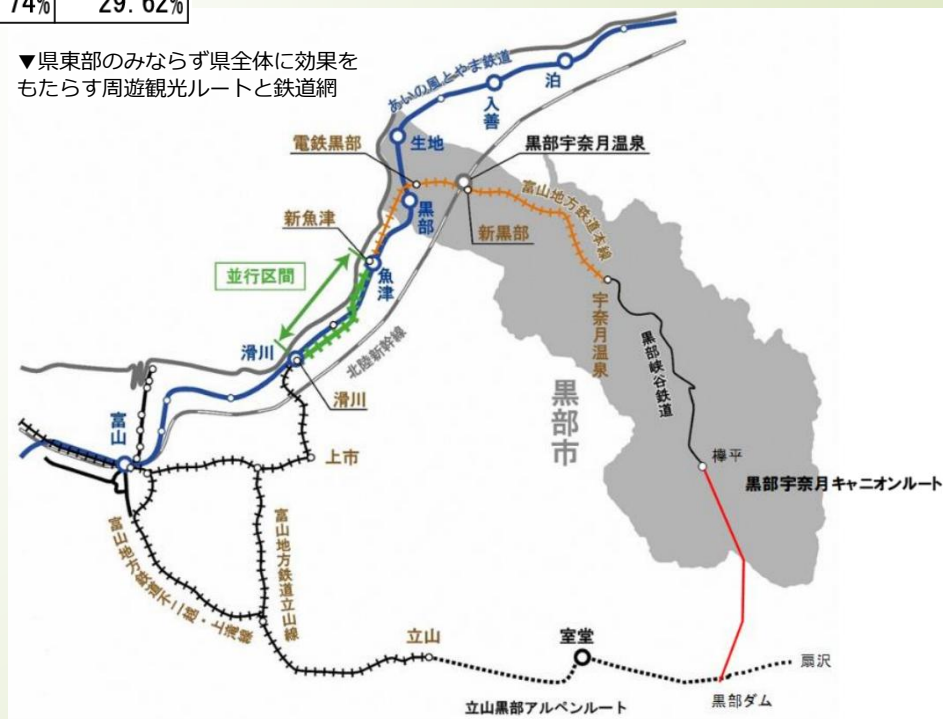 74% 29.62%
▼県東部のみならず県全体に効果を
もたらす周遊観光ルートと鉄道網
あいの風とやま鉄道
泊
入善
生地
電鉄黒部
黒部宇奈月温泉
富山地方鉄道本線
黒部
新黒部
新魚津
魚津
並行区間
宇奈月温泉
北陸新幹線
滑川
滑川
黒部峡谷鉄道
黒部市
富山
上市
欅平
黒部宇奈月キャニオンルート
富山地方鉄道不二越・上滝線
富山地方鉄道立山線
立山
室堂
扇沢
黒部ダム
立山黒部アルペンルート